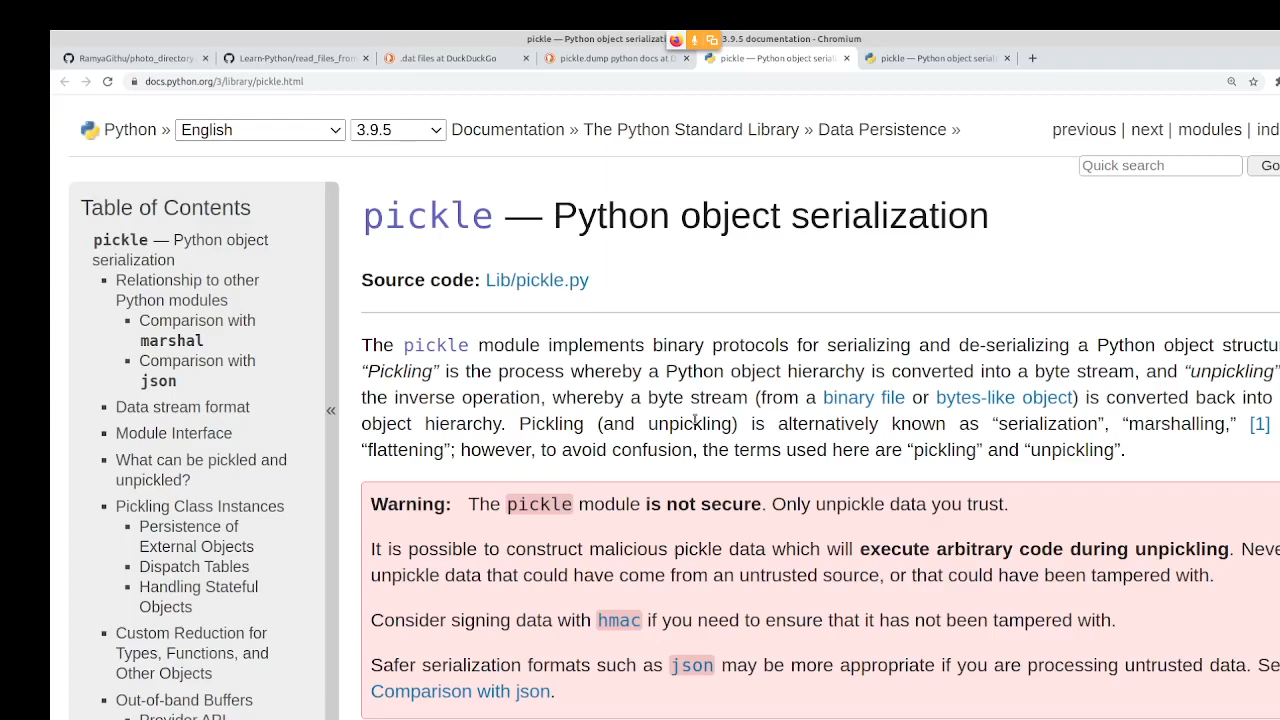 pickle — Python object serializati 3.9.5 documentation - Chromium
RamyaGithu/photo_directory
Learn-Python/read_files_from
.dat files at DuckDuckGo
pickle.dump python docs at D
pickle — Python object serial
pickle — Python object serial
docs.python.org/3/library/pickle.html
Python » English 3.9.5 Documentation » The Python Standard Library » Data Persistence » previous | next | modules | ind
Quick search Go
Table of Contents
pickle — Python object
serialization
Relationship to other
Python modules
Comparison with
marshal
Comparison with
json
Data stream format
Module Interface
What can be pickled and
unpickled?
Pickling Class Instances
Persistence of
External Objects
Dispatch Tables
Handling Stateful
Objects
Custom Reduction for
Types, Functions, and
Other Objects
Out-of-band Buffers
Provider API
«
pickle — Python object serialization
Source code: Lib/pickle.py
The pickle module implements binary protocols for serializing and de-serializing a Python object structu
“Pickling” is the process whereby a Python object hierarchy is converted into a byte stream, and “unpickling”
the inverse operation, whereby a byte stream (from a binary file or bytes-like object) is converted back into
object hierarchy. Pickling (and unpickling) is alternatively known as “serialization”, “marshalling,” [1]
“flattening”; however, to avoid confusion, the terms used here are “pickling” and “unpickling”.
Warning: The pickle module is not secure. Only unpickle data you trust.
It is possible to construct malicious pickle data which will execute arbitrary code during unpickling. Neve
unpickle data that could have come from an untrusted source, or that could have been tampered with.
Consider signing data with hmac if you need to ensure that it has not been tampered with.
Safer serialization formats such as json may be more appropriate if you are processing untrusted data. Se
Comparison with json.